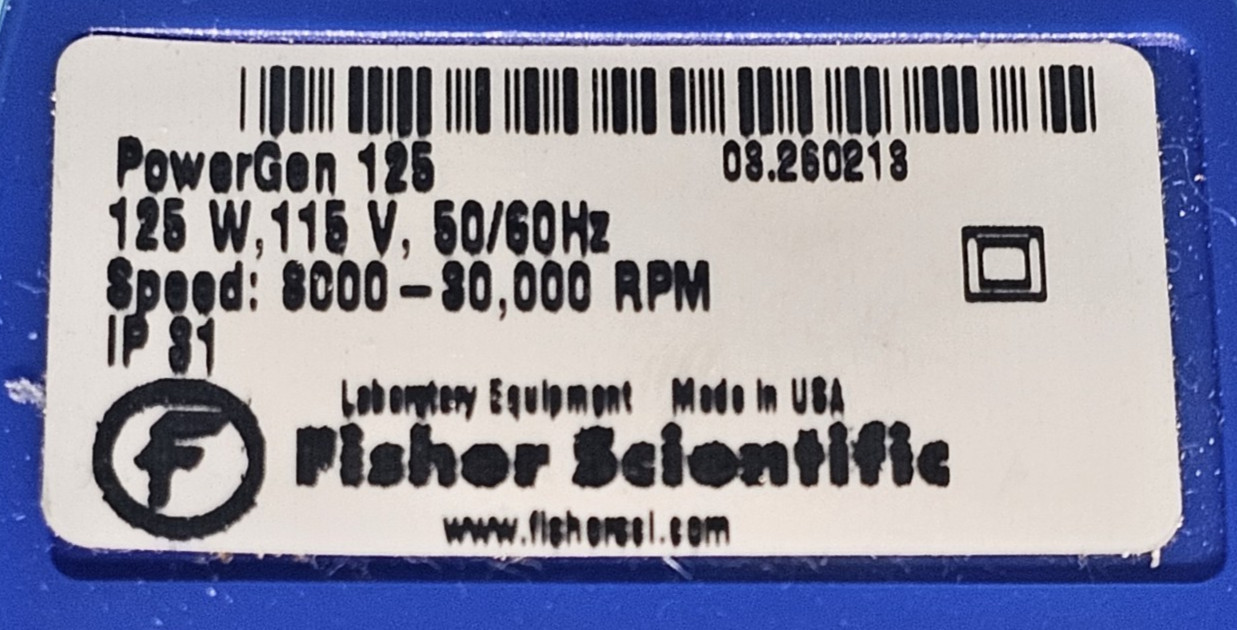 PowerGen 125 03.260213
125 W,115 V, 50/60Hz
Speed: 8000 – 30,000 RPM
IP 31
Laboratory Equipment Made in USA
F Fisher Scientific
www.fishersci.com